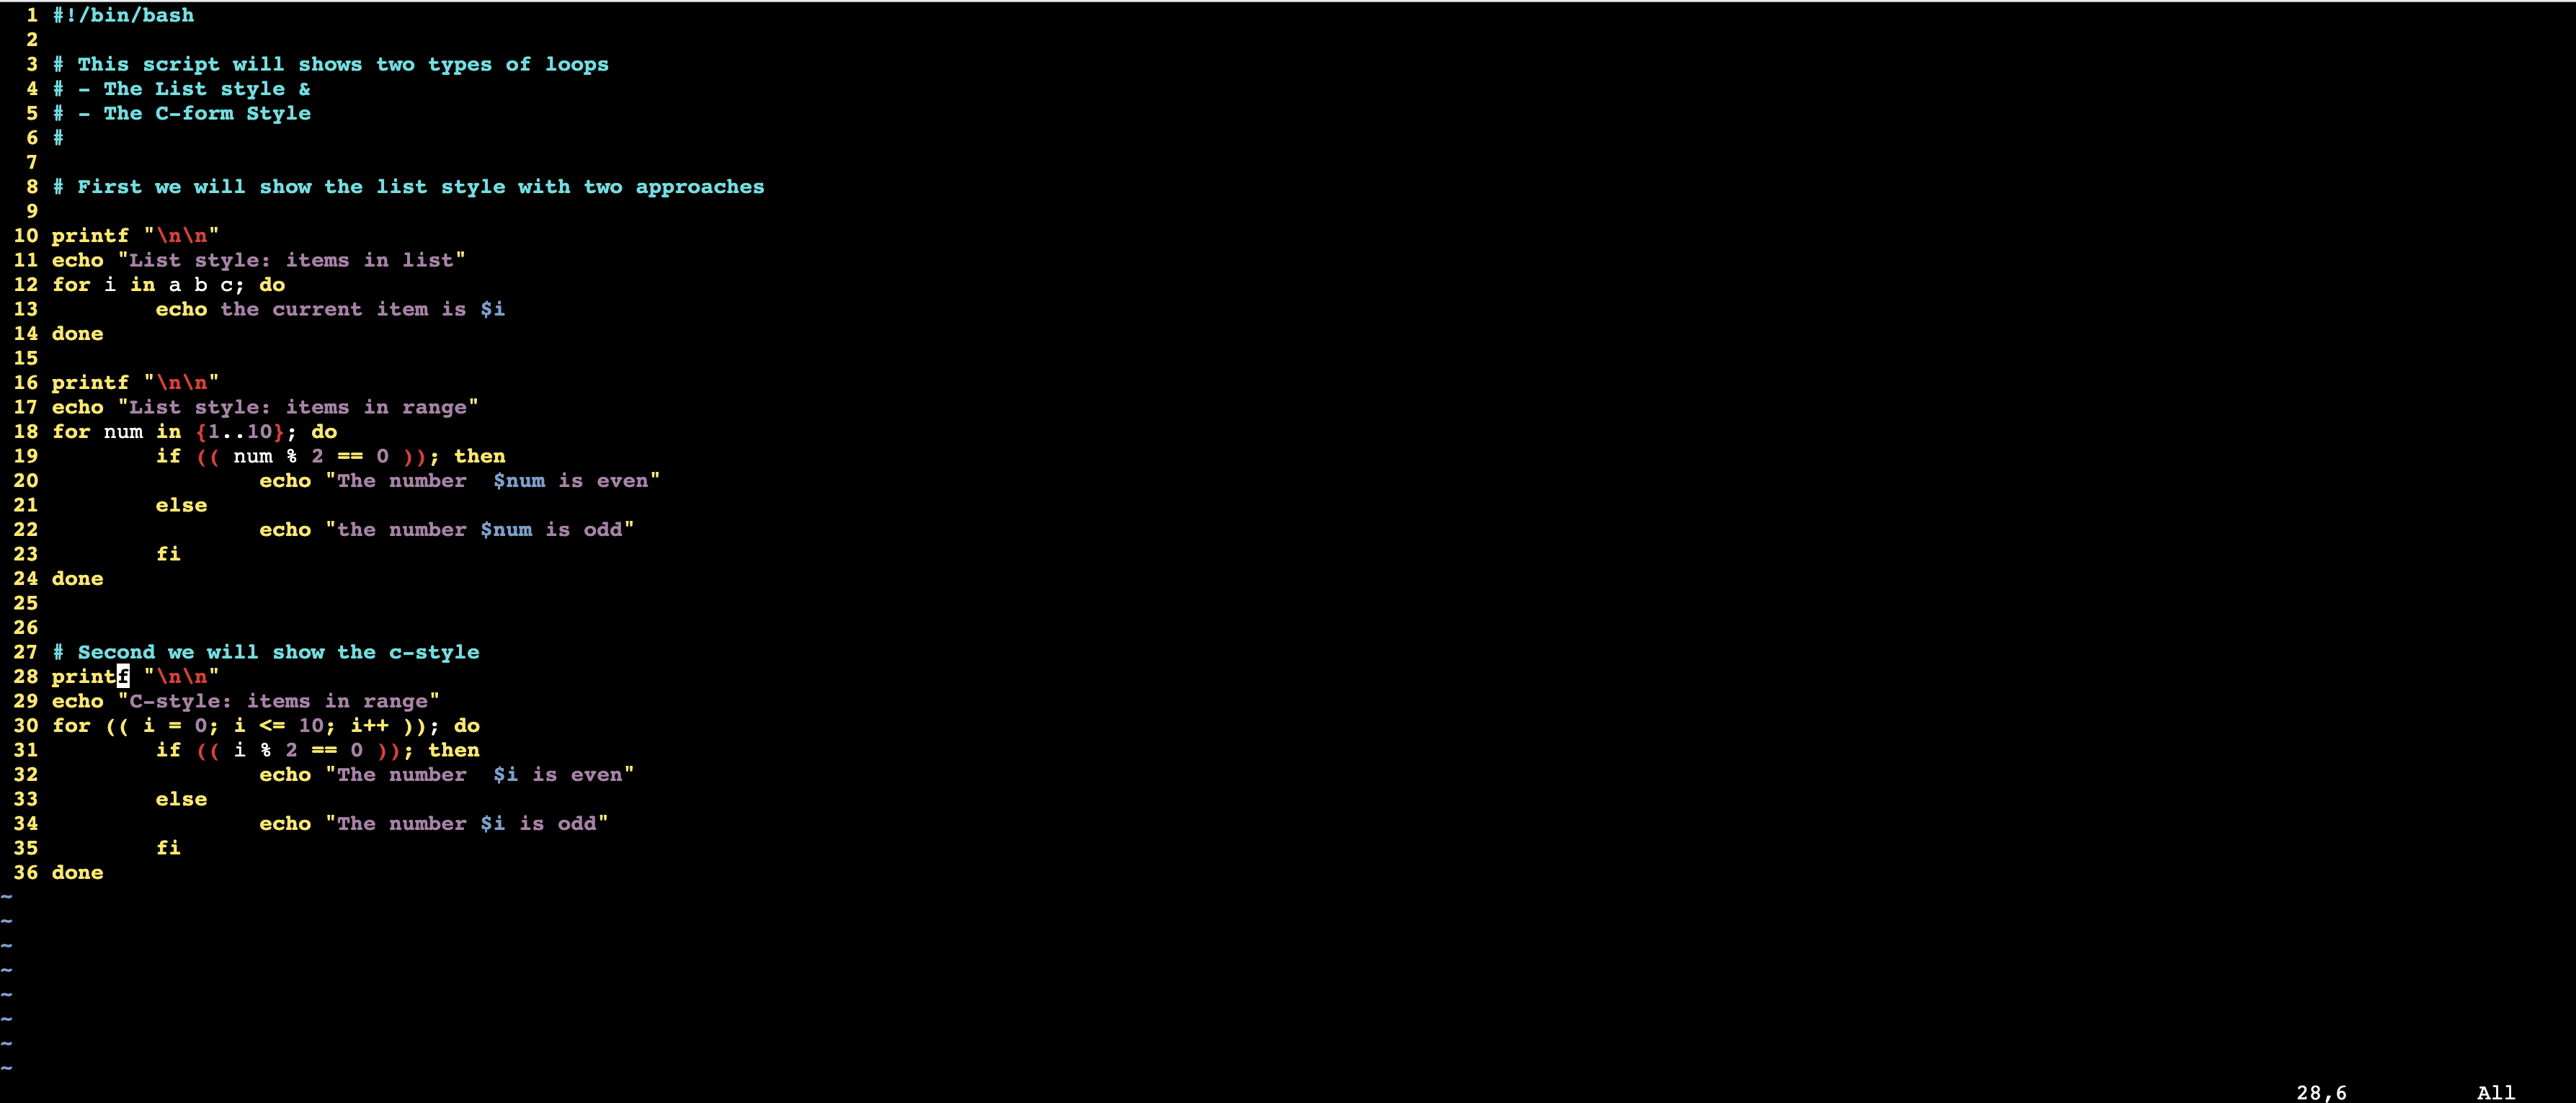 1 #!/bin/bash
2
3 # This script will shows two types of loops
4 # - The List style &
5 # - The C-form Style
6 #
7
8 # First we will show the list style with two approaches
9
10 printf "\n\n"
11 echo "List style: items in list"
12 for i in a b c; do
13         echo the current item is $i
14 done
15
16 printf "\n\n"
17 echo "List style: items in range"
18 for num in {1..10}; do
19         if (( num % 2 == 0 )); then
20                 echo "The number  $num is even"
21         else
22                 echo "the number $num is odd"
23         fi
24 done
25
26
27 # Second we will show the c-style
28 printf "\n\n"
29 echo "C-style: items in range"
30 for (( i = 0; i <= 10; i++ )); do
31         if (( i % 2 == 0 )); then
32                 echo "The number  $i is even"
33         else
34                 echo "The number $i is odd"
35         fi
36 done
~
~
~
~
~
~
~
~
28,6          All